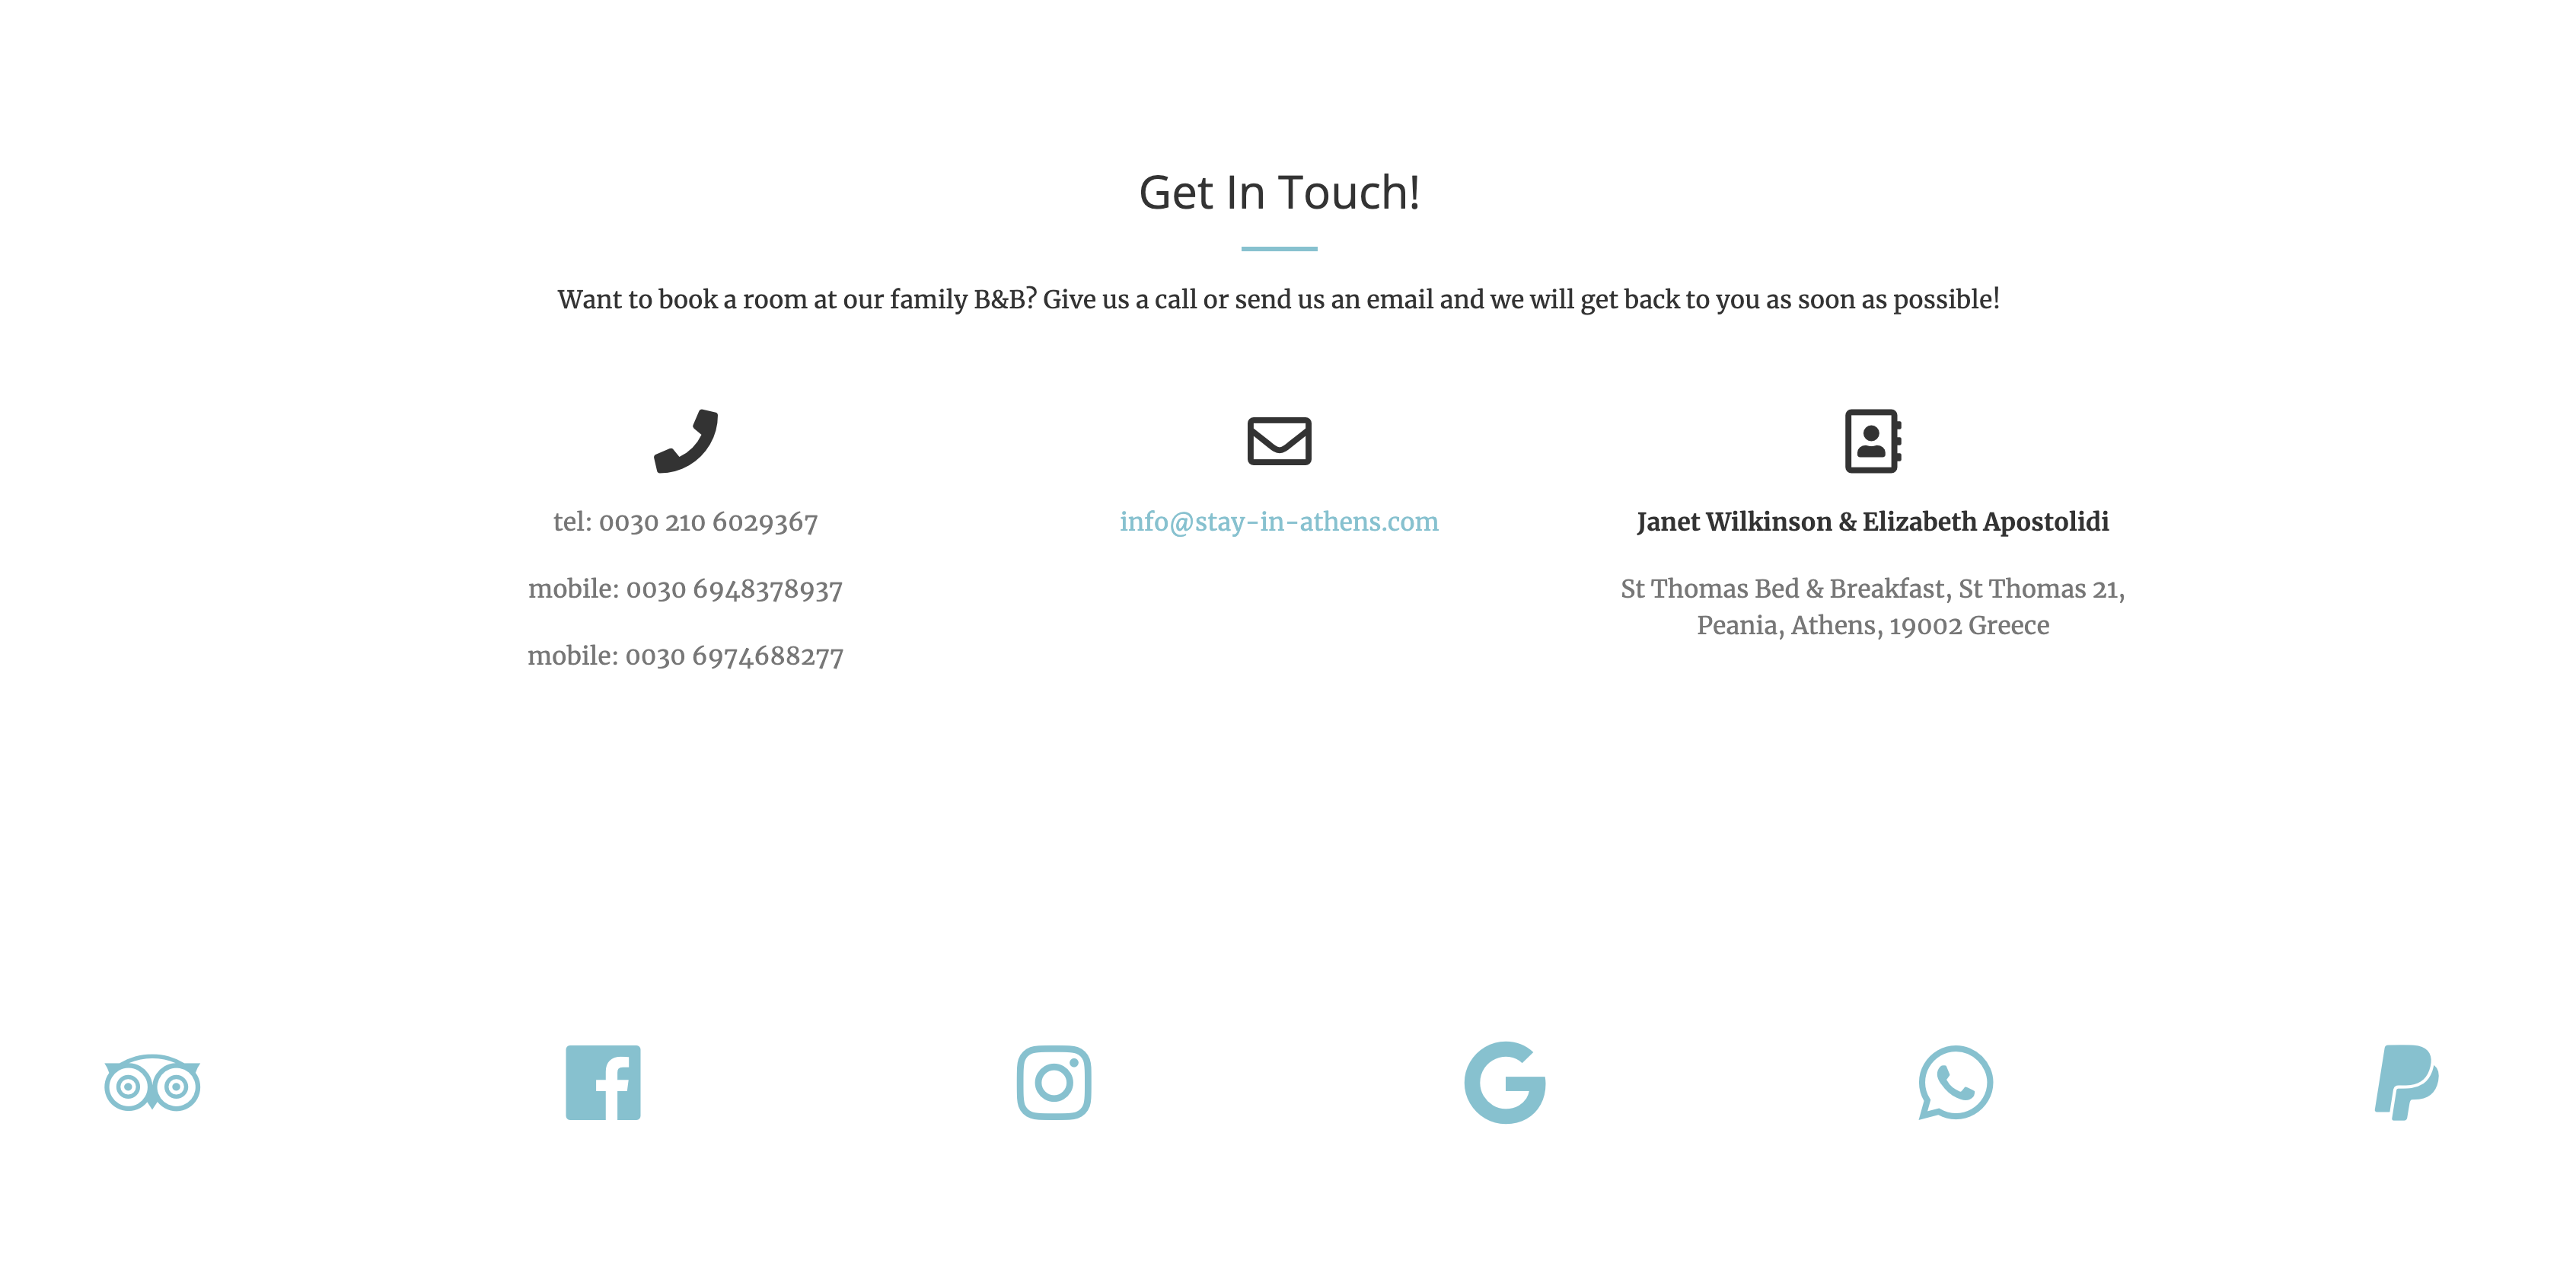 Get In Touch!
Want to book a room at our family B&B? Give us a call or send us an email and we will get back to you as soon as possible!
tel: 0030 210 6029367
mobile: 0030 6948378937
mobile: 0030 6974688277
info@stay-in-athens.com
Janet Wilkinson & Elizabeth Apostolidi
St Thomas Bed & Breakfast, St Thomas 21,
Peania, Athens, 19002 Greece